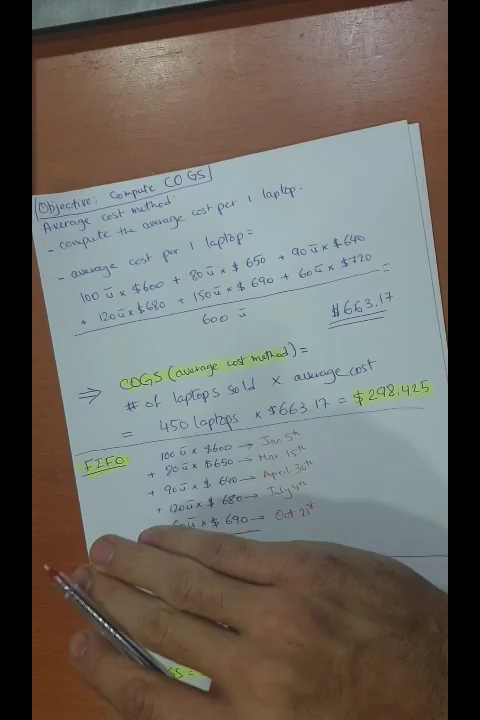 Objective: Compute COGS
Average cost method:
- compute the average cost per 1 laptop:
- average cost per 1 laptop =
100 ū x $600 + 80 ū x $ 650 + 90 ū x $ 640
+ 120 ū x $680 + 150 ū x $ 690 + 60 ū x $720 =
600 ū
$663.17
⇒ COGS (average cost method) =
# of laptops sold x average cost
= 450 laptops x $663.17 = $298,425
FIFO:
100 ū x $600 → Jan 5th
+ 80 ū x $650 → Mar. 15th
+ 90 ū x $ 640 → April 30th
+ 120 ū x $ 680 → July 4th
ū x $ 690 → Oct 21st
GS =